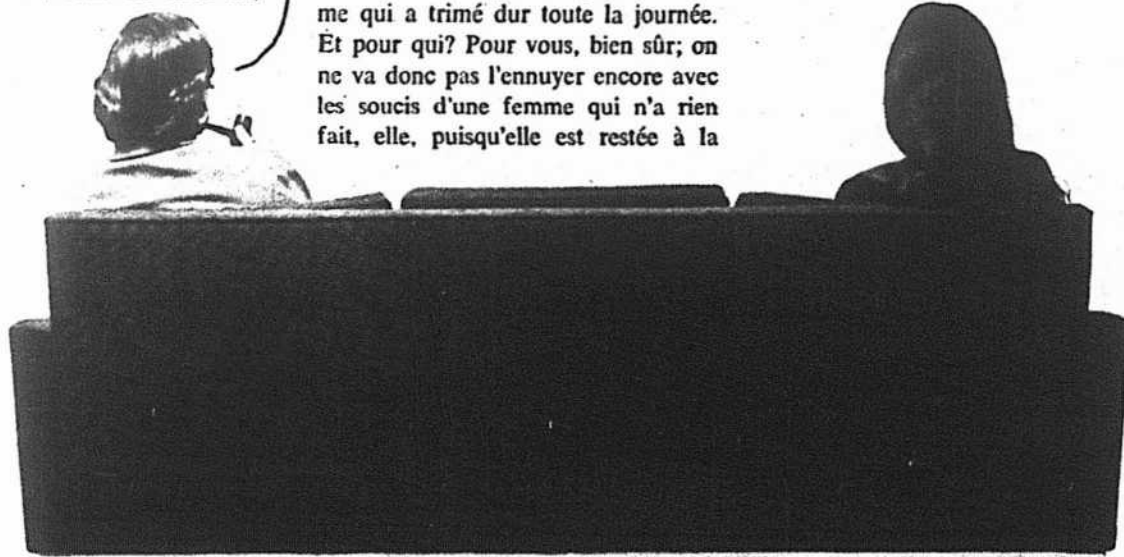 me qui a trimé dur toute la journée.
Et pour qui? Pour vous, bien sûr; on
ne va donc pas l'ennuyer encore avec
les soucis d'une femme qui n'a rien
fait, elle, puisqu'elle est restée à la